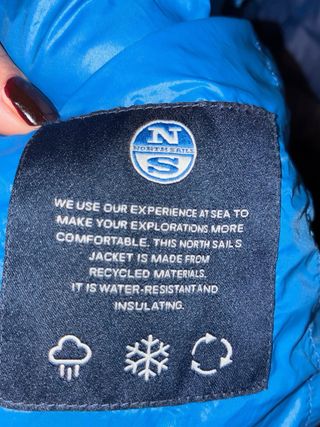 N
NORTH SAILS
S
WE USE OUR EXPERIENCE AT SEA TO
MAKE YOUR EXPLORATIONS MORE
COMFORTABLE. THIS NORTH SAILS
JACKET IS MADE FROM
RECYCLED MATERIALS.
IT IS WATER-RESISTANT AND
INSULATING.